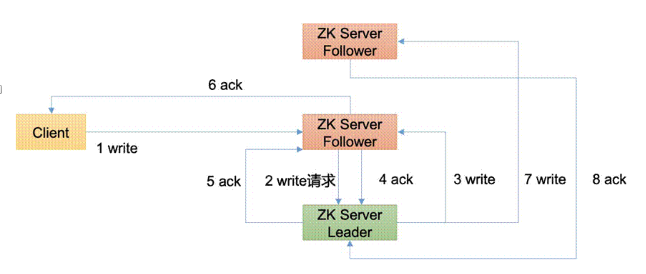 ZK Server
Follower
6 ack
Client
1 write
ZK Server
Follower
5 ack
2 write请求
4 ack
3 write
7 write
8 ack
ZK Server
Leader